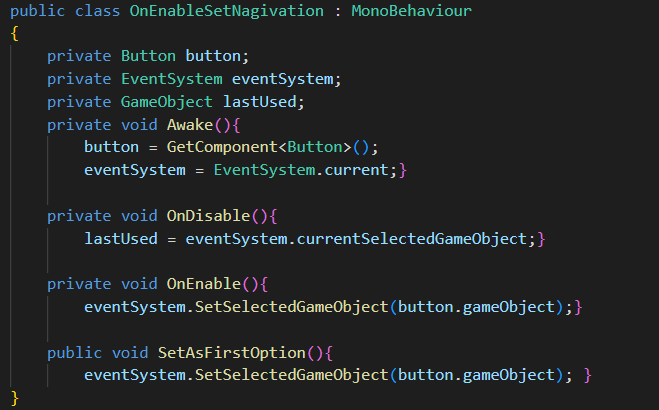 public class OnEnableSetNagivation : MonoBehaviour
{
    private Button button;
    private EventSystem eventSystem;
    private GameObject lastUsed;
    private void Awake(){
        button = GetComponent<Button>();
        eventSystem = EventSystem.current;}
    private void OnDisable(){
        lastUsed = eventSystem.currentSelectedGameObject;}
    private void OnEnable(){
        eventSystem.SetSelectedGameObject(button.gameObject);}
    public void SetAsFirstOption(){
        eventSystem.SetSelectedGameObject(button.gameObject); }
}